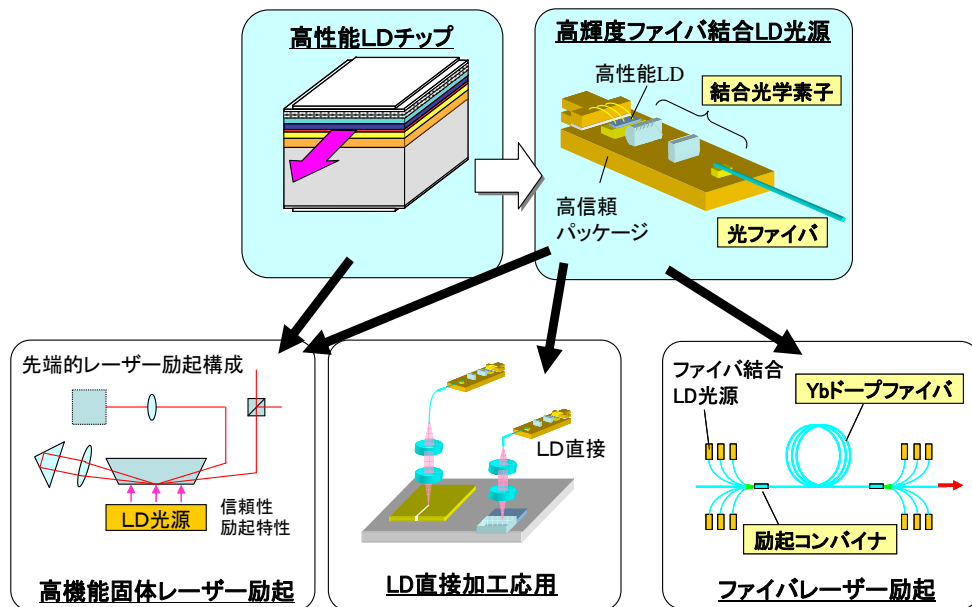 高性能LDチップ
高輝度ファイバ結合LD光源
高性能LD
結合光学素子
高信頼
パッケージ
光ファイバ
先端的レーザー励起構成
LD光源
信頼性
励起特性
高機能固体レーザー励起
LD直接
LD直接加工応用
ファイバ結合
LD光源
Ybドープファイバ
励起コンバイナ
ファイバレーザー励起